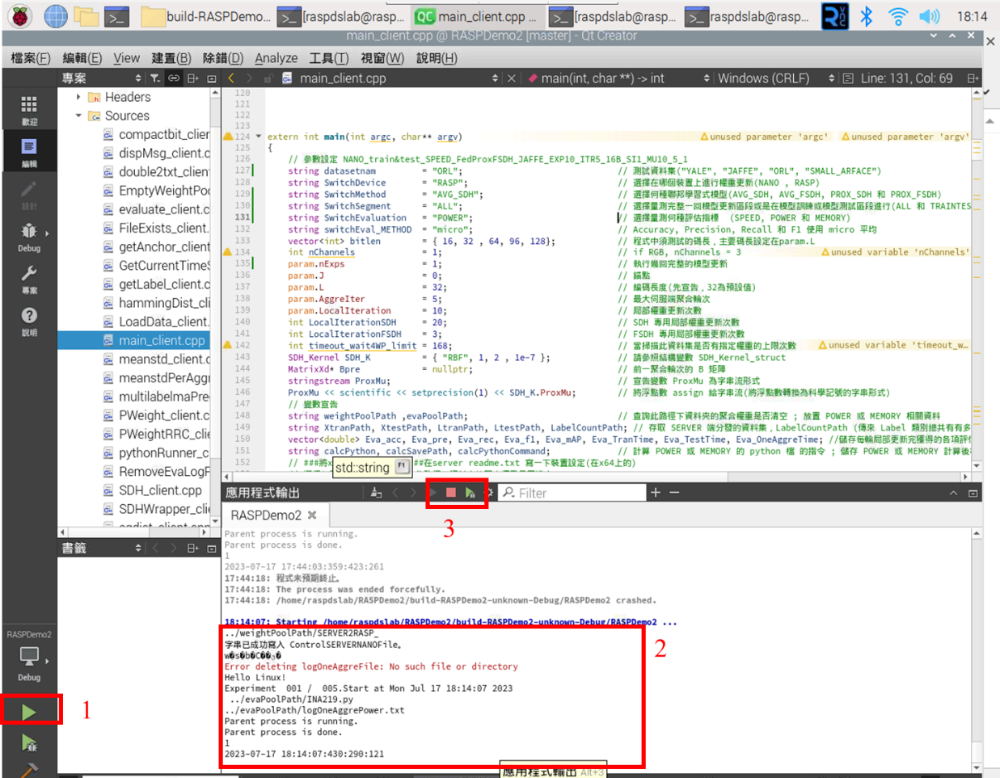 build-RASPDemo...
[raspdslab@rasp...
main_client.cpp ...
[raspdslab@rasp...
raspdslab@rasp...
18:14
main_client.cpp @ RASPDemo2 [master] - Qt Creator
檔案(F) 編輯(E) View 建置(B) 除錯(D) Analyze 工具(T) 視窗(W) 說明(H)
專案
main_client.cpp
main(int, char **) -> int
Windows (CRLF)
Line: 131, Col: 69
歡迎
編輯
設計
Debug
專案
說明
Headers
Sources
compactbit_clier
dispMsg_client.c
double2txt_clien
EmptyWeightPo
evaluate_client.c
FileExists_client.
getAnchor_client
GetCurrentTime
getLabel_client.c
hammingDist_cli
LoadData_client.
main_client.cpp
meanstd_client.c
meanstdPerAggr
multilabelmaPre
PWeight_client.c
PWeightRRC_clie
pythonRunner_c
RemoveEvaLogF
SDH_client.cpp
SDHWrapper_clie
120
121
122
123
124 extern int main(int argc, char** argv) unused parameter 'argc' unused parameter 'argv'
125 {
126 // 參數設定 NANO_train&test_SPEED_FedProxFSDH_JAFFE_EXP10_ITR5_16B_SI1_MU10_5_1
127 string datasetnam = "ORL"; // 測試資料集("YALE", "JAFFE", "ORL", "SMALL_ARFACE")
128 string SwitchDevice = "RASP"; // 選擇在哪個裝置上進行權重更新(NANO , RASP)
129 string SwitchMethod = "AVG_SDH"; // 選擇何種聯邦學習式模型(AVG_SDH, AVG_FSDH, PROX_SDH 和 PROX_FSDH)
130 string SwitchSegment = "ALL"; // 選擇量測完整一回模型更新區段或是在模型訓練或模型測試區段進行(ALL 和 TRAINTES
131 string SwitchEvaluation = "POWER"; // 選擇量測何種評估指標 (SPEED, POWER 和 MEMORY)
132 string switchEval_METHOD = "micro"; // Accuracy, Precision, Recall 和 F1 使用 micro 平均
133 vector<int> bitlen = { 16, 32 , 64, 96, 128}; // 程式中須測試的碼長，主要碼長設定在param.L
134 int nChannels = 1; // if RGB, nChannels = 3 unused variable 'nChannels'
135 param.nExps = 1; // 執行幾回完整的模型更新
136 param.J = 0; // 錨點
137 param.L = 32; // 編碼長度(先宣告，32為預設值)
138 param.AggreIter = 5; // 最大伺服端聚合輪次
139 param.LocalIteration = 10; // 局部權重更新次數
140 int LocalIterationSDH = 20; // SDH 專用局部權重更新次數
141 int LocalIterationFSDH = 3; // FSDH 專用局部權重更新次數
142 int timeout_wait4WP_limit = 168; // 當掃描此資料集是否有指定權重的上限次數 unused variable 'timeout_w...
143 SDH_Kernel SDH_K = { "RBF", 1, 2 , 1e-7 }; // 請參照結構變數 SDH_Kernel_struct
144 MatrixXd* Bpre = nullptr; // 前一聚合輪次的 B 矩陣
145 stringstream ProxMu; // 宣告變數 ProxMu 為字串流形式
146 ProxMu << scientific << setprecision(1) << SDH_K.ProxMu; // 將浮點數 assign 給字串流(將浮點數轉換為科學記號的字串形式)
147 // 變數宣告
148 string weightPoolPath ,evaPoolPath; // 查詢此路徑下資料夾的聚合權重是否清空 ; 放置 POWER 或 MEMORY 相關資料
149 string XtranPath, XtestPath, LtranPath, LtestPath, LabelCountPath; // 存取 SERVER 端分發的資料集，LabelCountPath (傳來 Label 類別總共有有多
150 vector<double> Eva_acc, Eva_pre, Eva_rec, Eva_f1, Eva_mAP, Eva_TranTime, Eva_TestTime, Eva_OneAggreTime; //儲存每輪局部更新完獲得的各項評
151 string calcPython, calcSavePath, calcPythonCommand; // 計算 POWER 或 MEMORY 的 python 檔 的指令 ; 儲存 POWER 或 MEMORY 計算後
152 // ###將x ##在server readme.txt 寫一下裝置設定(在x64上的)
std::string F1
應用程式輸出
Filter
RASPDemo2
3
Parent process is running.
Parent process is done.
1
2023-07-17 17:44:03:359:423:261
17:44:18: 程式未預期終止。
17:44:18: The process was ended forcefully.
17:44:18: /home/raspdslab/RASPDemo2/build-RASPDemo2-unknown-Debug/RASPDemo2 crashed.
18:14:07: Starting /home/raspdslab/RASPDemo2/build-RASPDemo2-unknown-Debug/RASPDemo2 ...
../weightPoolPath/SERVER2RASP_
字串已成功寫入 ControlSERVERNANOFile。
Error deleting logOneAggreFile: No such file or directory
Hello Linux!
Experiment 001 / 005.Start at Mon Jul 17 18:14:07 2023
../evaPoolPath/INA219.py
../evaPoolPath/logOneAggrePower.txt
Parent process is running.
Parent process is done.
1
2023-07-17 18:14:07:430:290:121
2
書籤
RASPDemo2
Debug
1
應用程式輸出 Alt+3